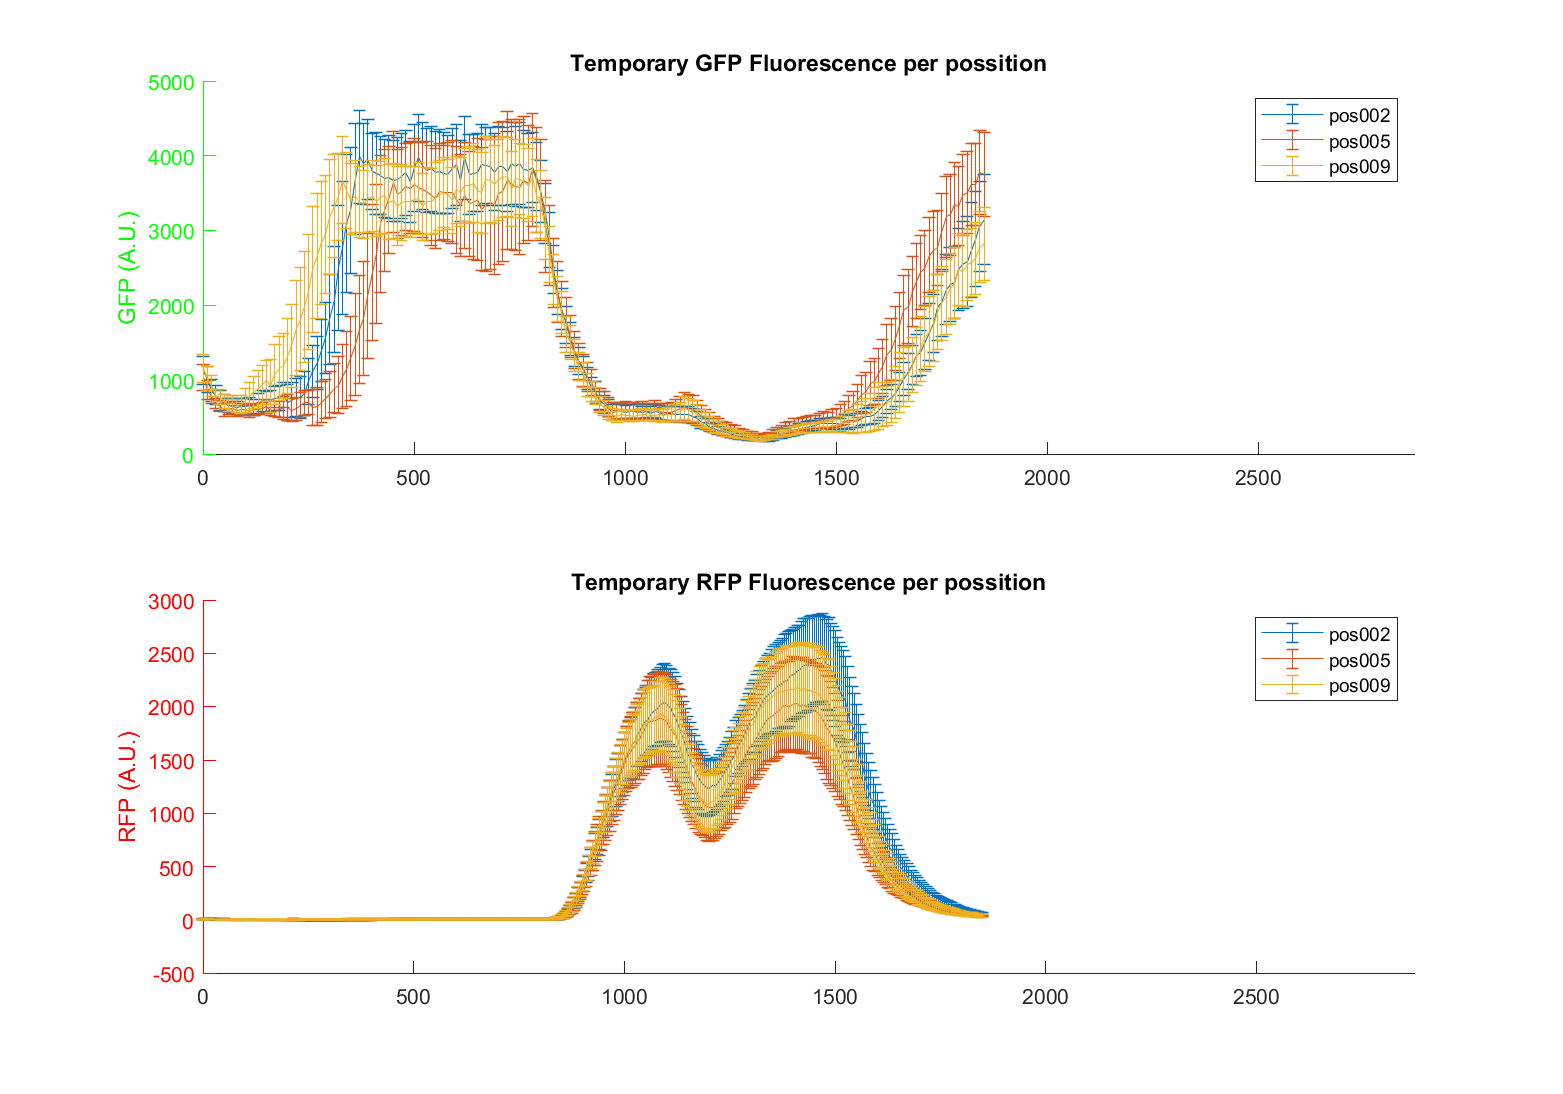 Temporary GFP Fluorescence per possition
5000
4000
3000
2000
1000
0
GFP (A.U.)
0 500 1000 1500 2000 2500
pos002
pos005
pos009
Temporary RFP Fluorescence per possition
3000
2500
2000
1500
1000
500
0
-500
RFP (A.U.)
0 500 1000 1500 2000 2500
pos002
pos005
pos009